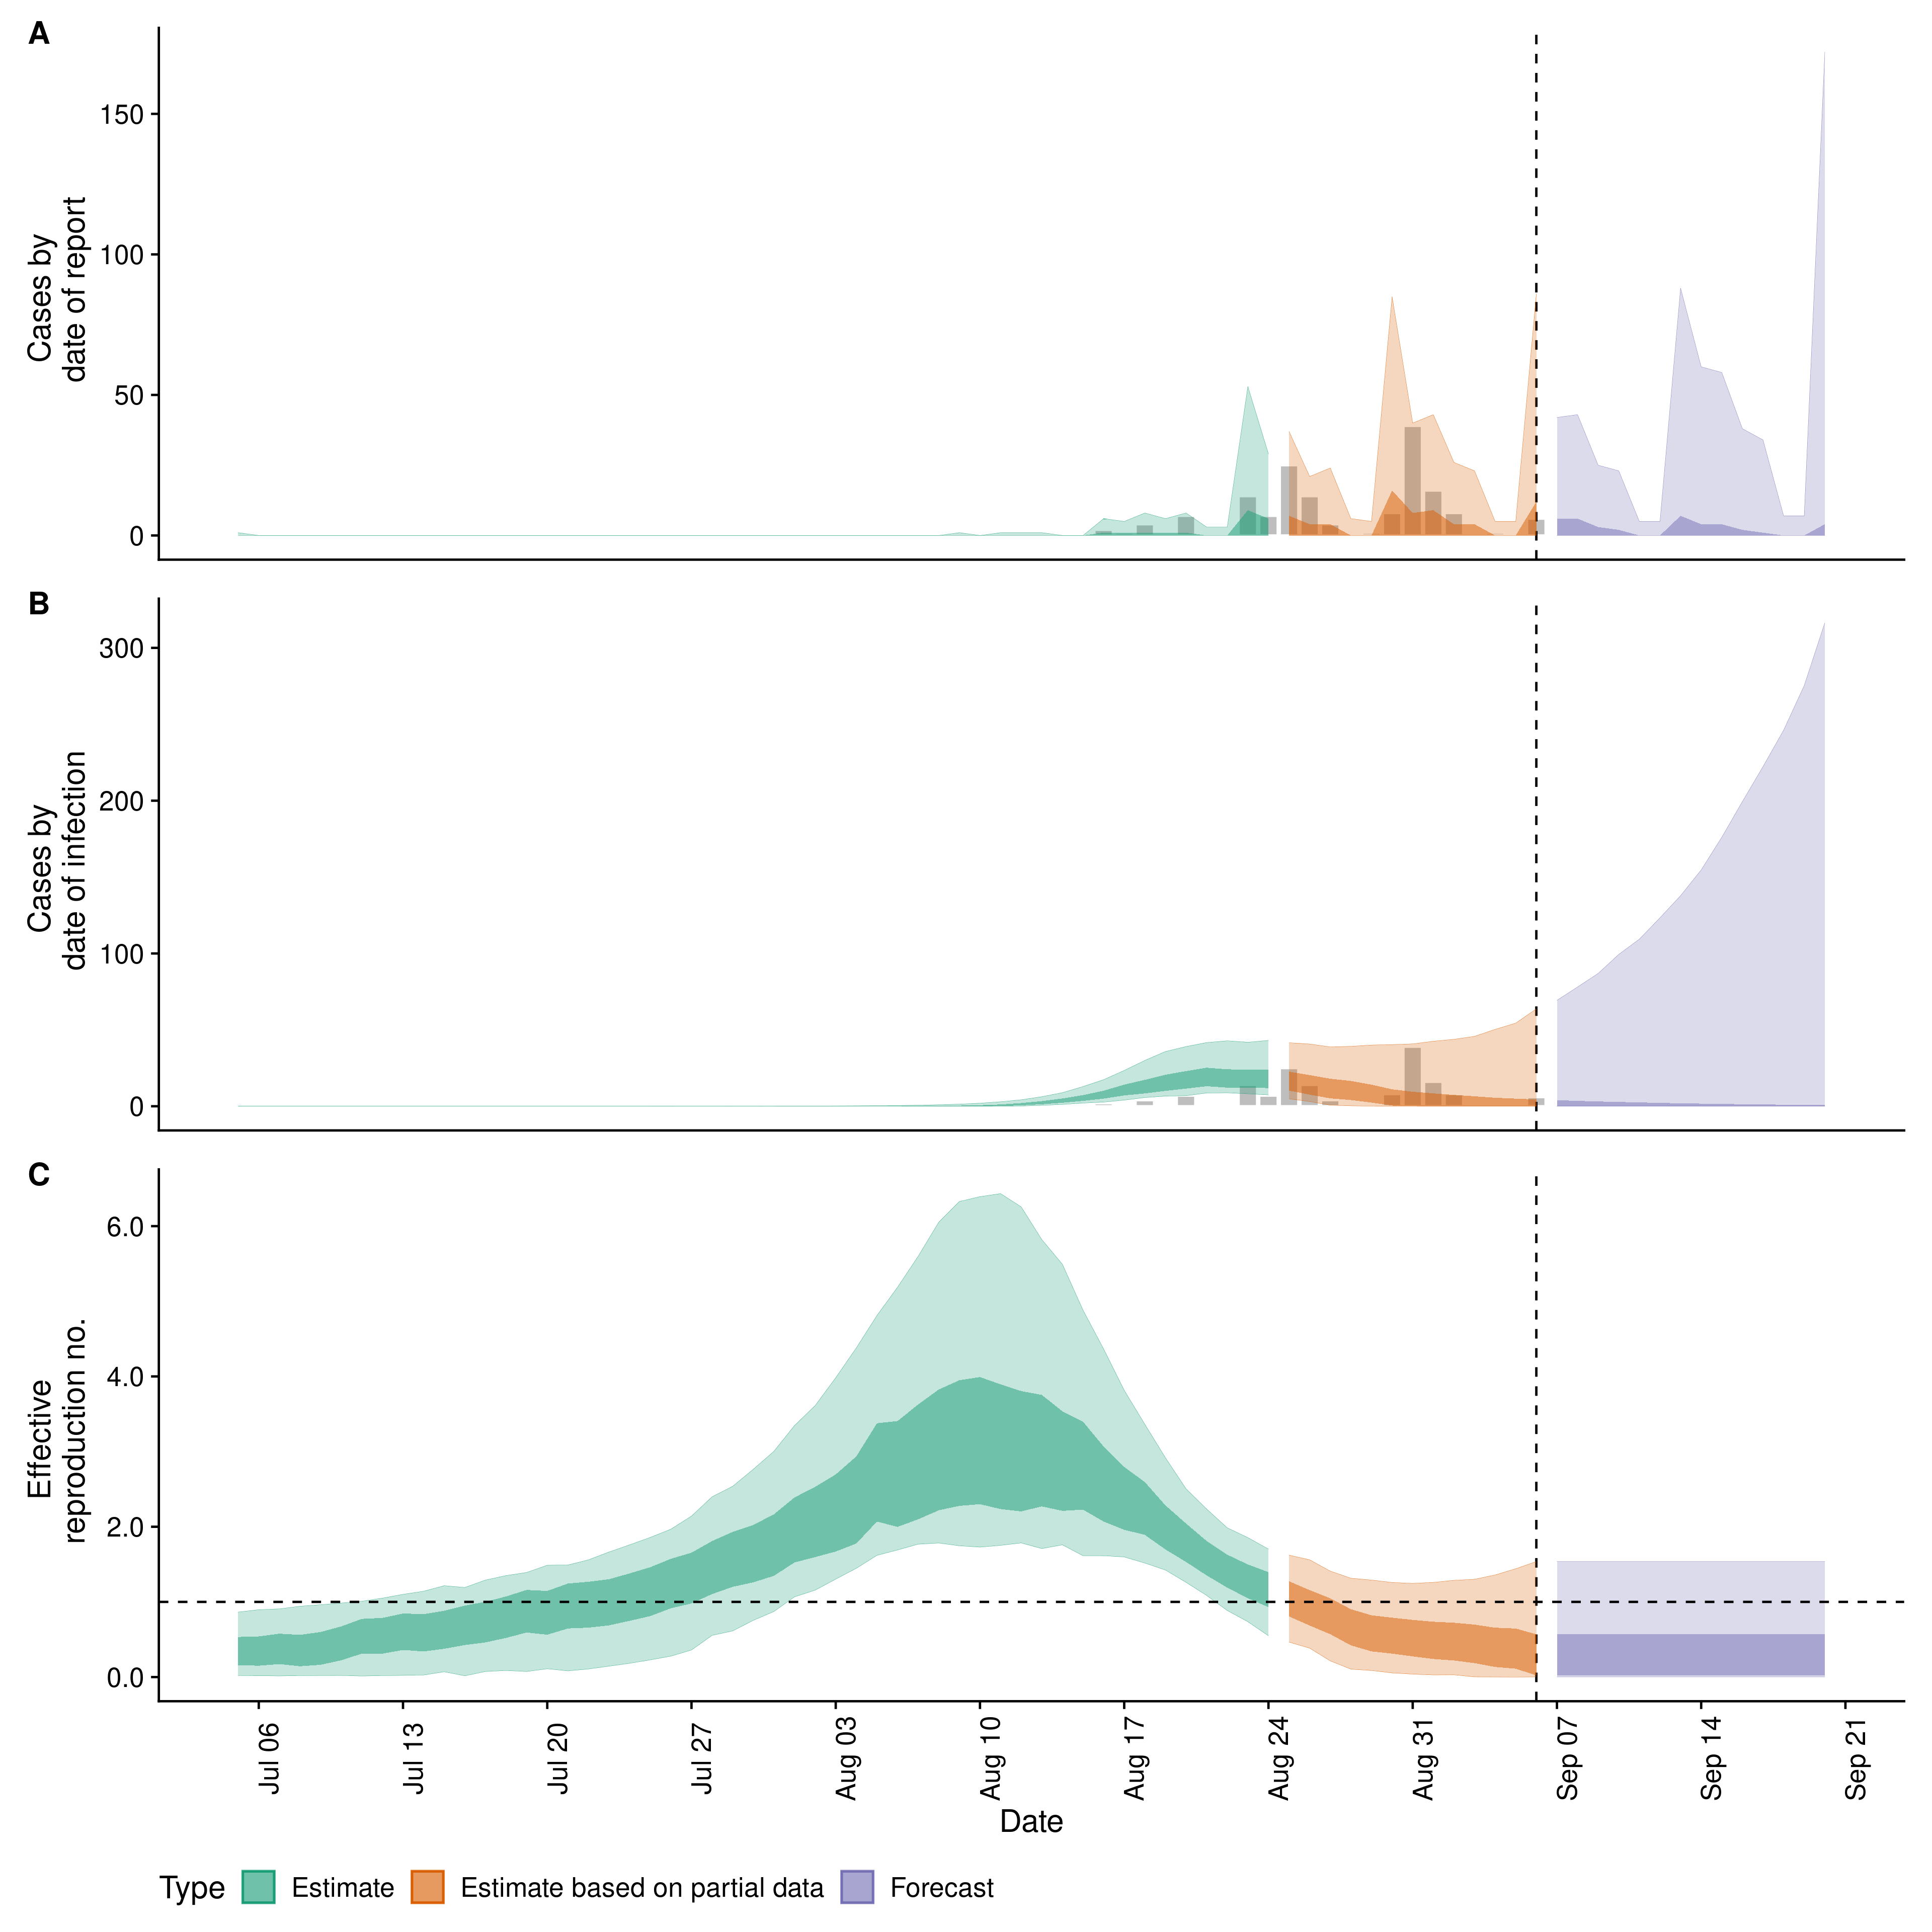 A
Cases by
date of report
150
100
50
0
B
Cases by
date of infection
300
200
100
0
C
Effective
reproduction no.
6.0
4.0
2.0
0.0
Jul 06
Jul 13
Jul 20
Jul 27
Aug 03
Aug 10
Aug 17
Aug 24
Aug 31
Sep 07
Sep 14
Sep 21
Date
Type Estimate Estimate based on partial data Forecast